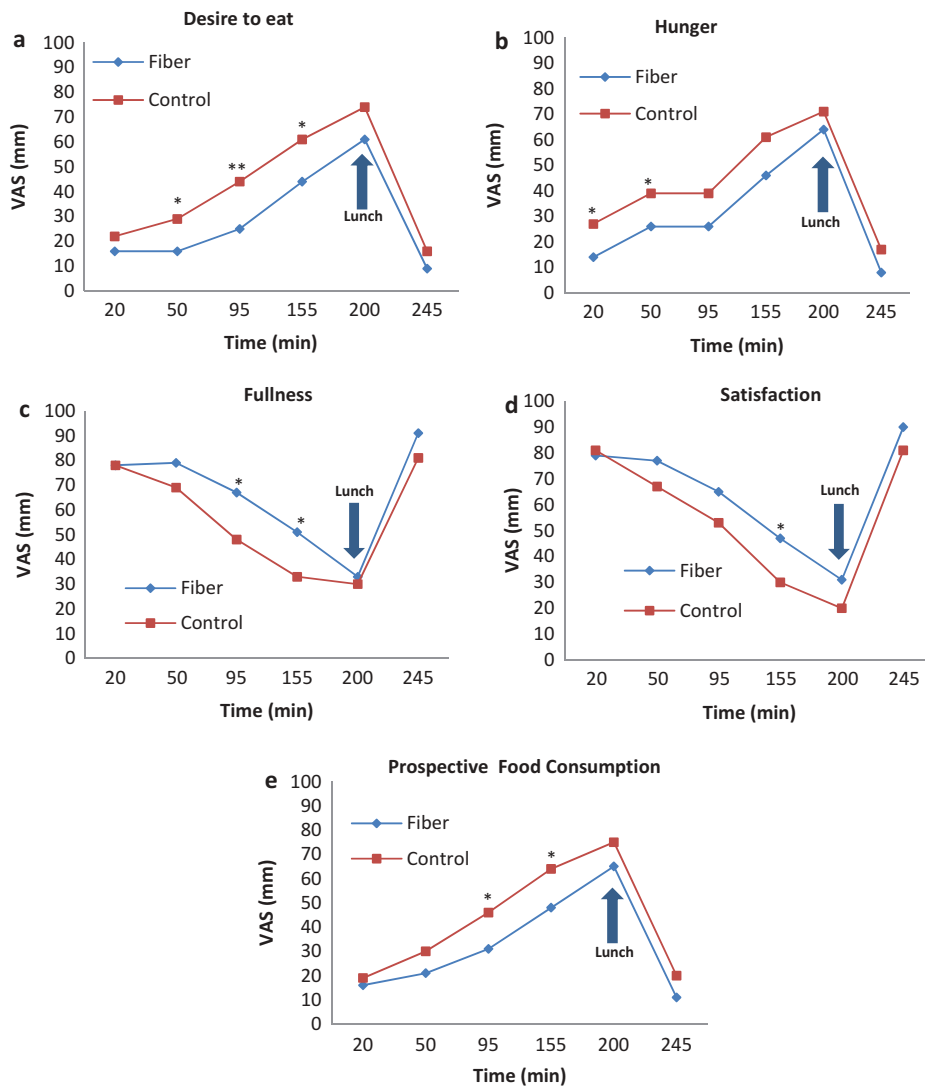 a
Desire to eat
VAS (mm)
100
90
80
70
60
50
40
30
20
10
0
Fiber
Control
*
**
*
Lunch
20 50 95 155 200 245
Time (min)
b
Hunger
VAS (mm)
100
90
80
70
60
50
40
30
20
10
0
Fiber
Control
*
*
Lunch
20 50 95 155 200 245
Time (min)
c
Fullness
VAS (mm)
100
90
80
70
60
50
40
30
20
10
0
Lunch
*
*
Fiber
Control
20 50 95 155 200 245
Time (min)
d
Satisfaction
VAS (mm)
100
90
80
70
60
50
40
30
20
10
0
Lunch
*
Fiber
Control
20 50 95 155 200 245
Time (min)
e
Prospective Food Consumption
VAS (mm)
100
90
80
70
60
50
40
30
20
10
0
Fiber
Control
*
*
Lunch
20 50 95 155 200 245
Time (min)